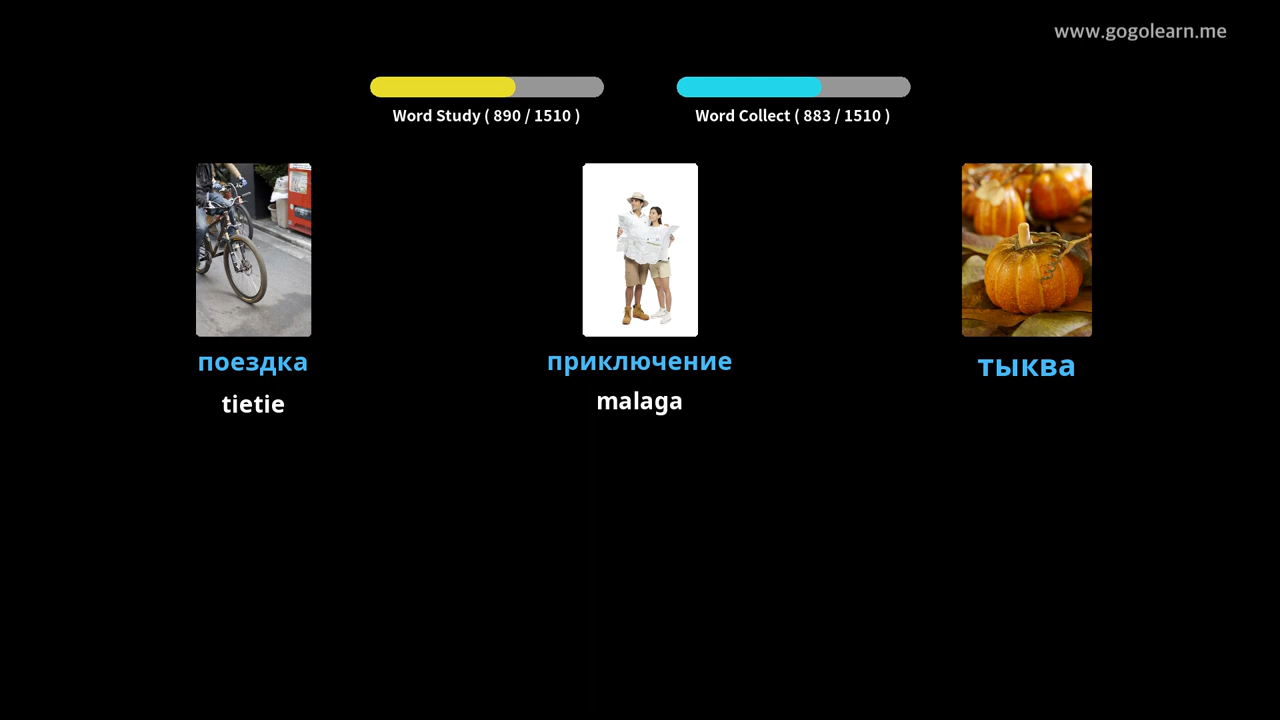 www.gogolearn.me
Word Study ( 890 / 1510 )
Word Collect ( 883 / 1510 )
поездка
tietie
приключение
malaga
тыква